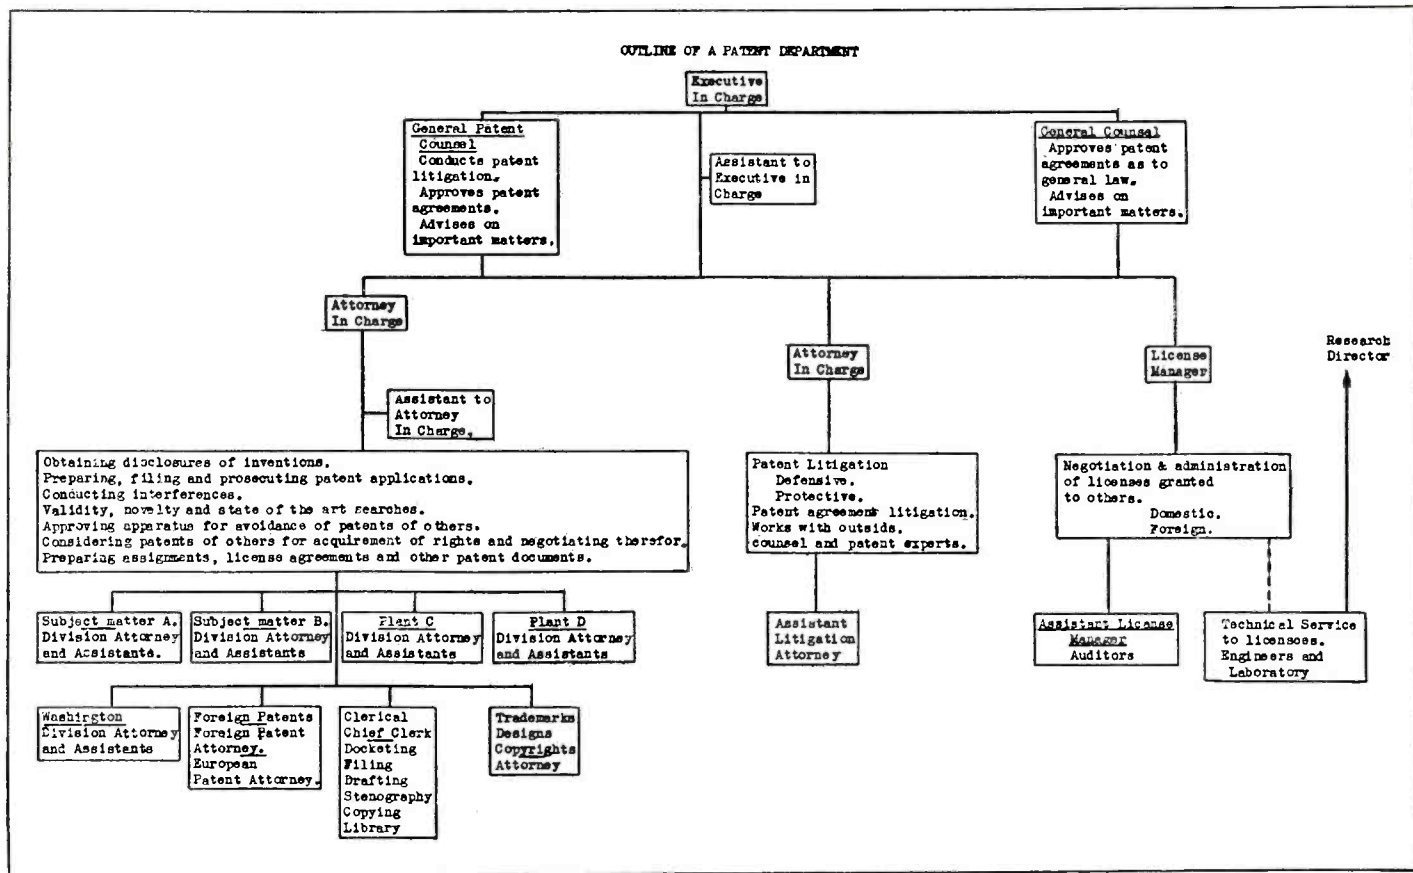 OUTLINE OF A PATENT DEPARTMENT
Executive
In Charge
General Patent
Counsel
Conducts patent
litigation.
Approves patent
agreements.
Advises on
important matters.
Assistant to
Executive in
Charge
General Counsel
Approves patent
agreements as to
general law.
Advises on
important matters.
Attorney
In Charge
Attorney
In Charge
License
Manager
Research
Director
Assistant to
Attorney
In Charge.
Obtaining disclosures of inventions.
Preparing, filing and prosecuting patent applications.
Conducting interferences.
Validity, novelty and state of the art searches.
Approving apparatus for avoidance of patents of others.
Considering patents of others for acquirement of rights and negotiating therefor.
Preparing assignments, license agreements and other patent documents.
Patent Litigation
Defensive.
Protective.
Patent agreement litigation.
Works with outside.
counsel and patent experts.
Negotiation & administration
of licenses granted
to others.
Domestic.
Foreign.
Subject matter A.
Division Attorney
and Assistants.
Subject matter B.
Division Attorney
and Assistants
Plant C
Division Attorney
and Assistants
Plant D
Division Attorney
and Assistants
Assistant
Litigation
Attorney
Assistant License
Manager
Auditors
Technical Service
to licensees.
Engineers and
Laboratory
Washington
Division Attorney
and Assistants
Foreign Patents
Foreign Patent
Attorney.
European
Patent Attorney.
Clerical
Chief Clerk
Docketing
Filing
Drafting
Stenography
Copying
Library
Trademarks
Designs
Copyrights
Attorney